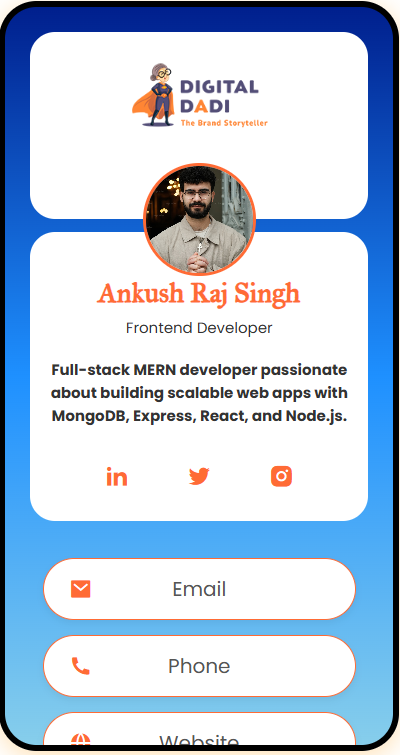 DIGITAL
DADI
The Brand Storyteller
Ankush Raj Singh
Frontend Developer
Full-stack MERN developer passionate
about building scalable web apps with
MongoDB, Express, React, and Node.js.
in
Email
Phone
Website